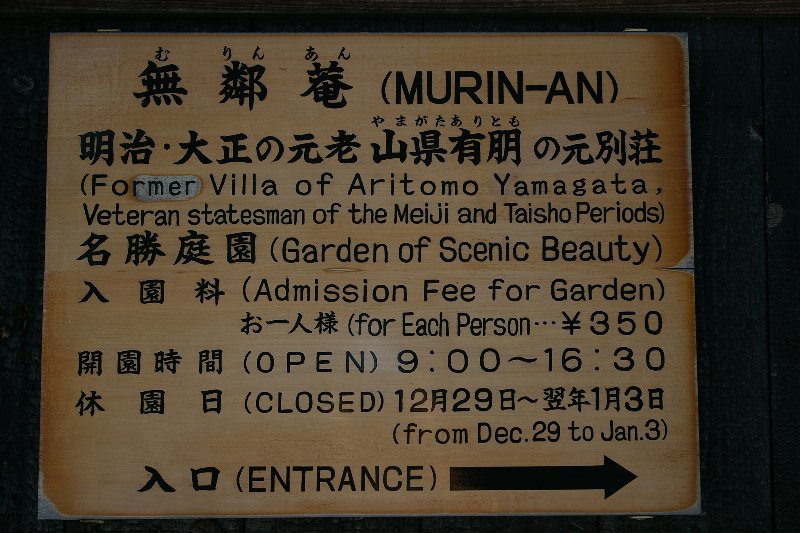 む りん あん
無鄰菴 (MURIN-AN)
やまがたありとも
明治・大正の元老 山県有朋 の元別荘
(Former Villa of Aritomo Yamagata,
Veteran statesman of the MeiJi and Taisho Periods)
名勝庭園 (Garden of Scenic Beauty)
入園料 (Admission Fee for Garden)
お一人様 (for Each Person…¥350
開園時間 (OPEN) 9:00〜16:30
休園日 (CLOSED) 12月29日〜翌年1月3日
(from Dec.29 to Jan.3)
入口 (ENTRANCE)